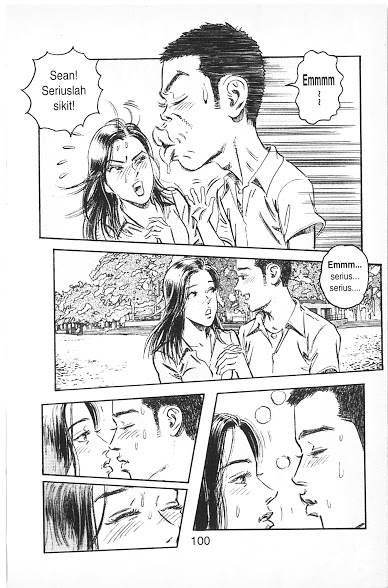 Sean!
Seriuslah
sikit!
Emmmm
~
~
Emmm...
serius...
serius....
100